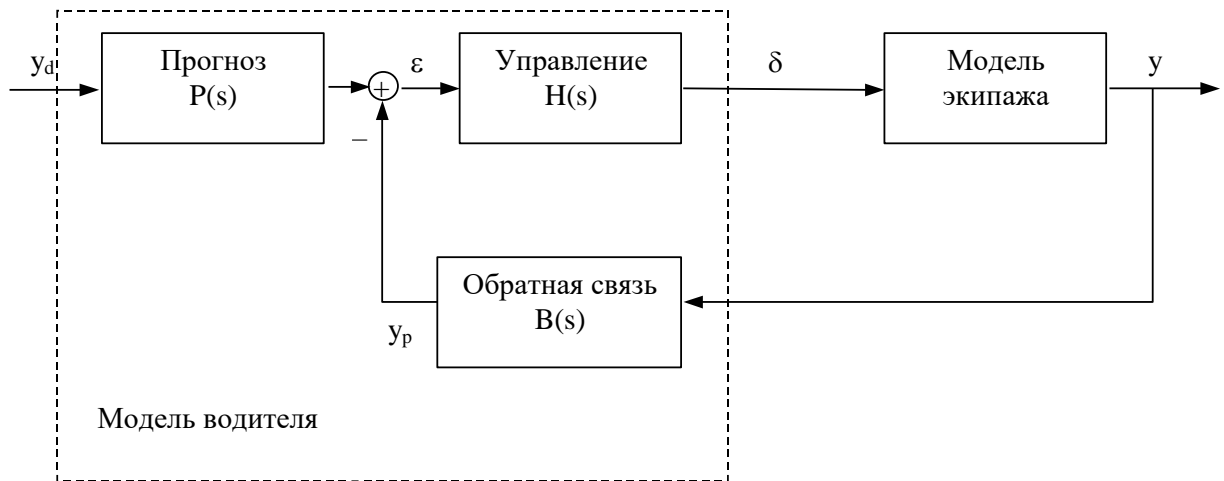 y_d
Прогноз
P(s)
+
−
ε
Управление
H(s)
δ
Модель
экипажа
y
Обратная связь
B(s)
y_p
Модель водителя